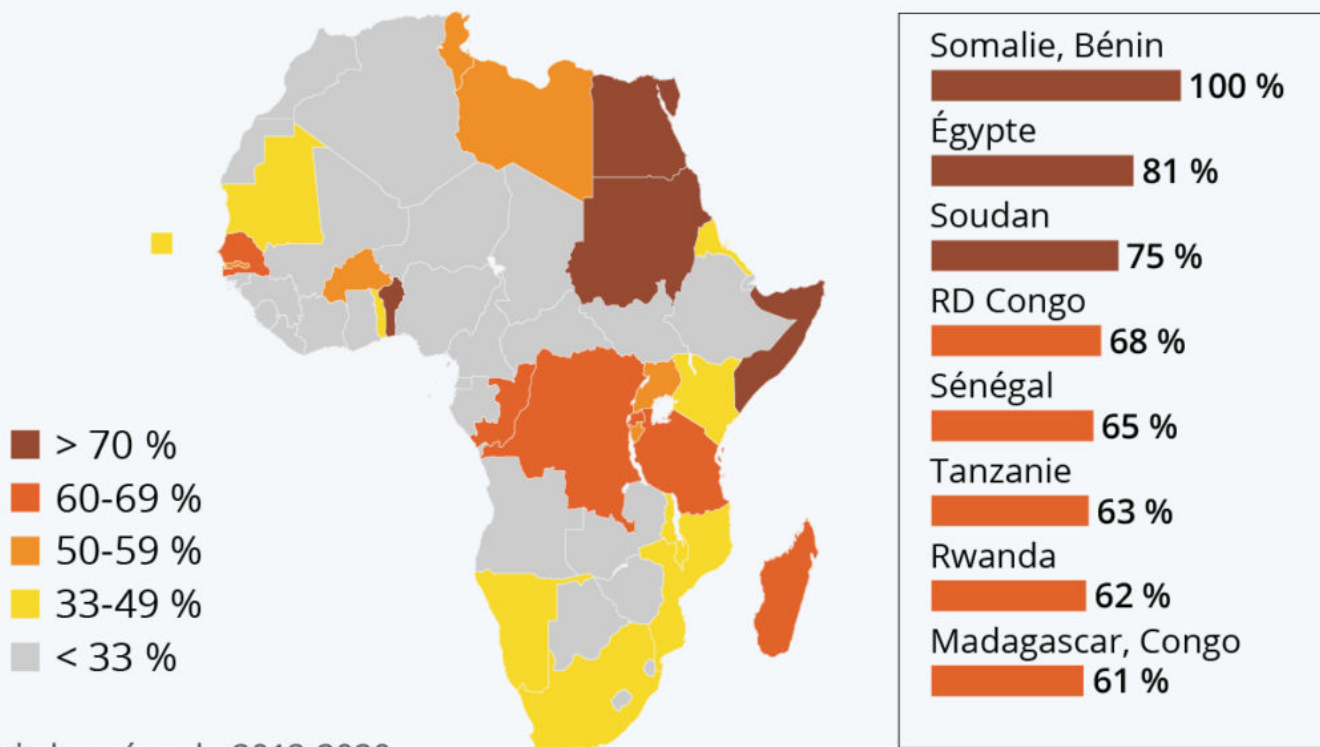 > 70 %
60-69 %
50-59 %
33-49 %
< 33 %
Somalie, Bénin
100 %
Égypte
81 %
Soudan
75 %
RD Congo
68 %
Sénégal
65 %
Tanzanie
63 %
Rwanda
62 %
Madagascar, Congo
61 %